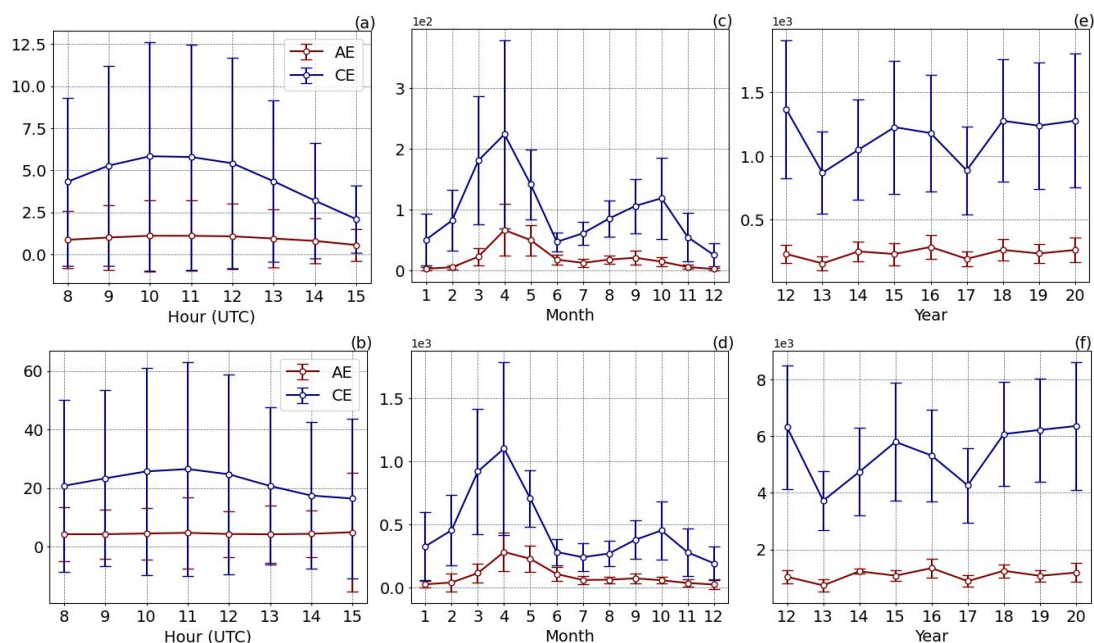 (a)
12.5
10.0
7.5
5.0
2.5
0.0
AE
CE
8 9 10 11 12 13 14 15
Hour (UTC)
(c)
1e2
3
2
1
0
1 2 3 4 5 6 7 8 9 10 11 12
Month
(e)
1e3
1.5
1.0
0.5
12 13 14 15 16 17 18 19 20
Year
(b)
60
40
20
0
AE
CE
8 9 10 11 12 13 14 15
Hour (UTC)
(d)
1e3
1.5
1.0
0.5
0.0
1 2 3 4 5 6 7 8 9 10 11 12
Month
(f)
1e3
8
6
4
2
12 13 14 15 16 17 18 19 20
Year